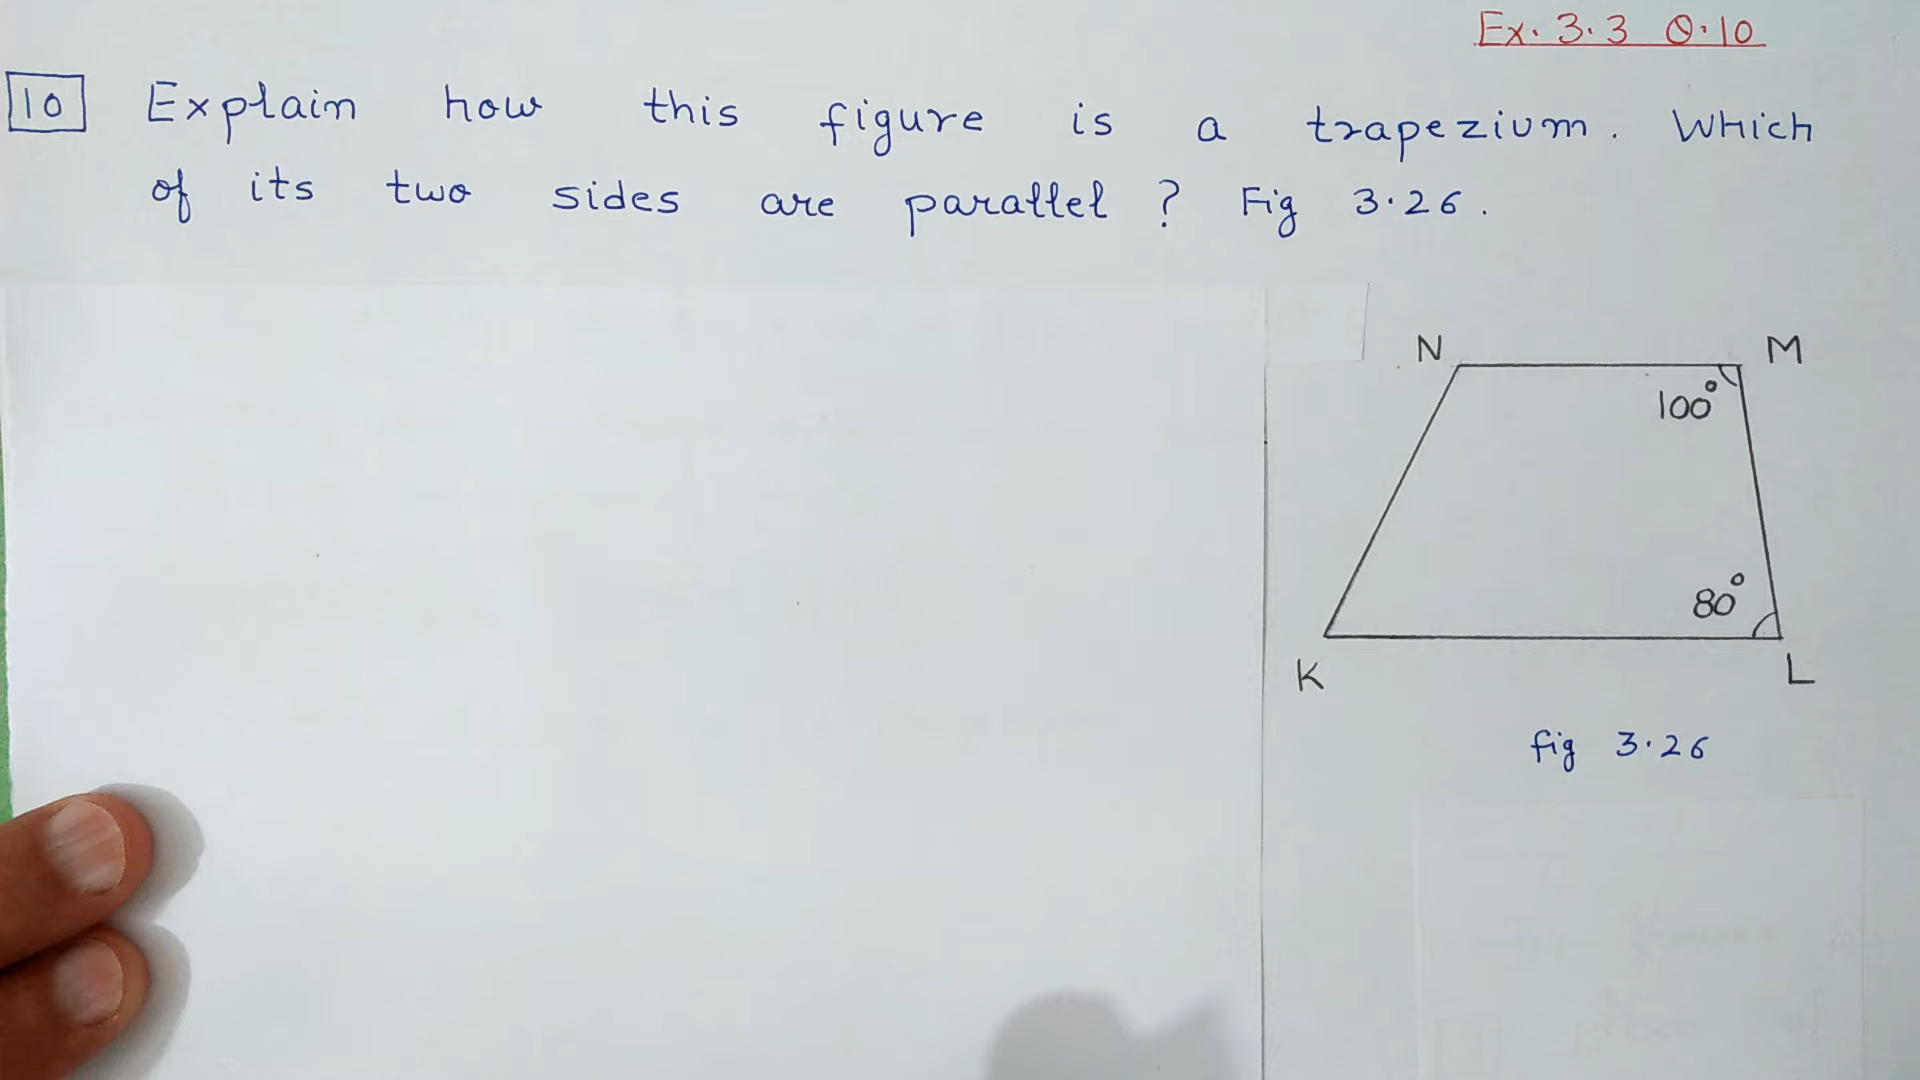 Ex. 3.3 Q.10
10 Explain how this figure is a trapezium. Which
of its two sides are parallel ? Fig 3.26.
N M
100°
80°
K L
fig 3.26